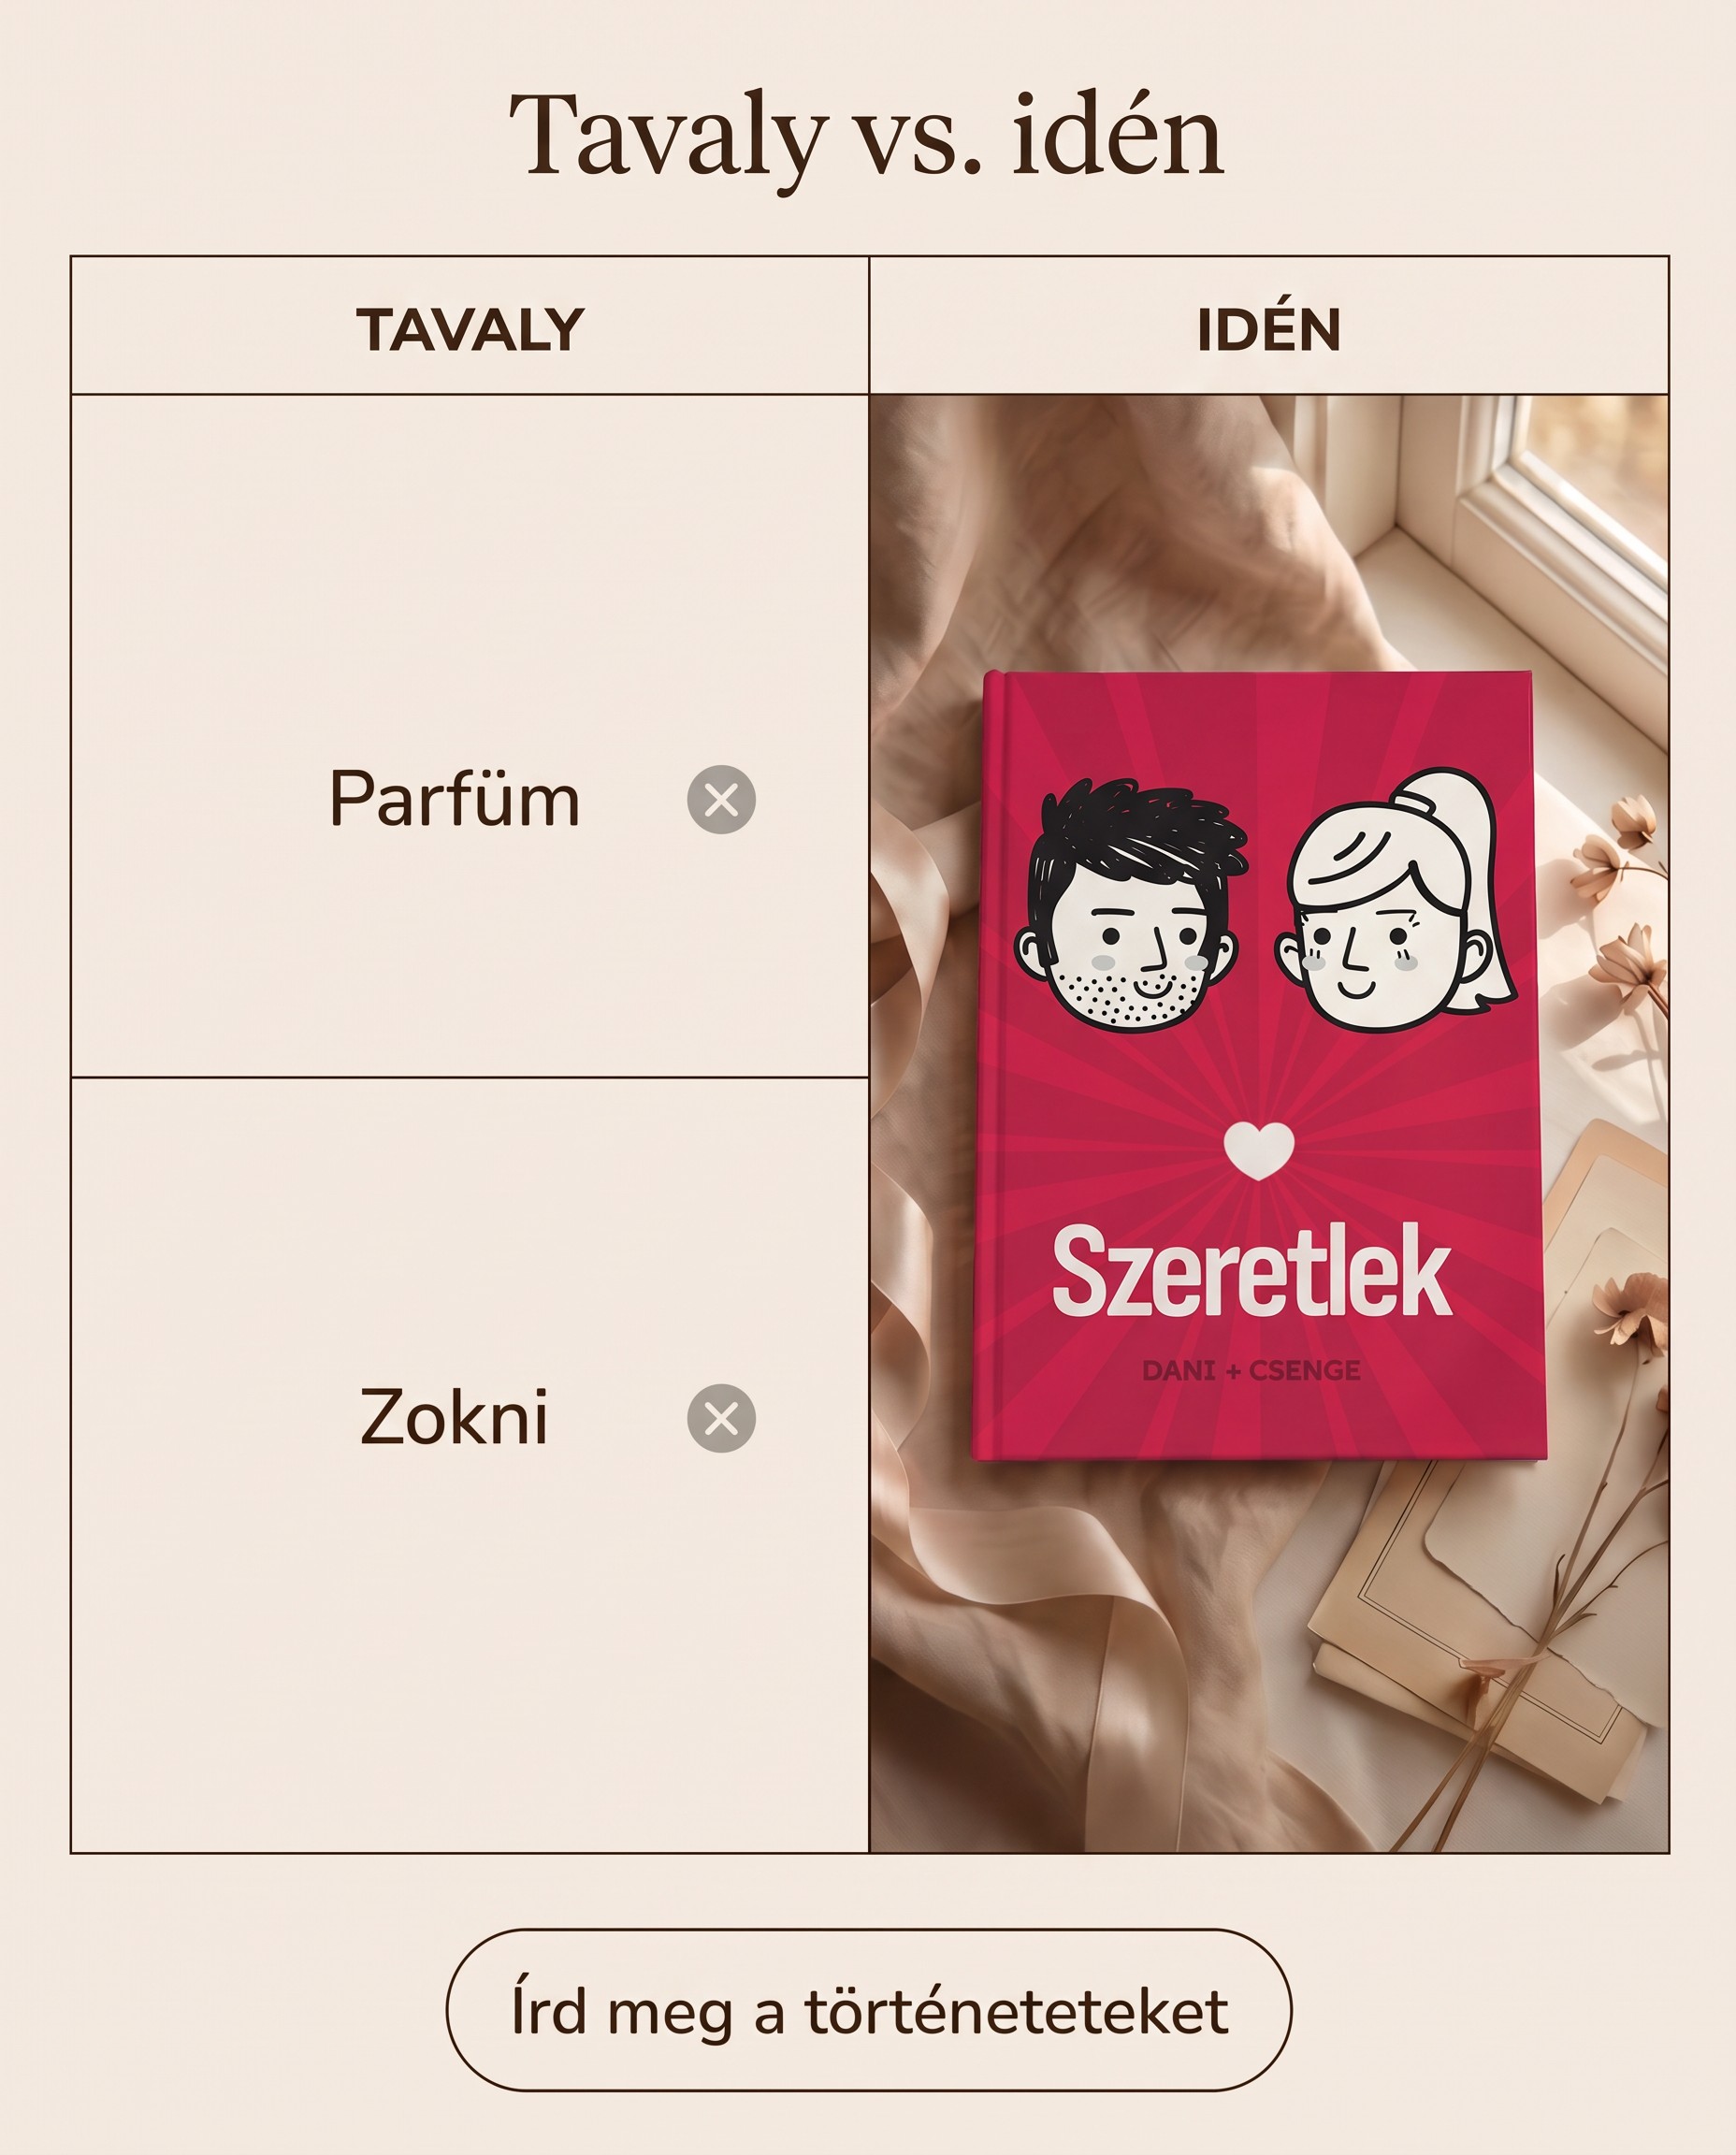 Tavaly vs. idén
TAVALY
IDÉN
Parfüm
Zokni
Szeretlek
DANI + CSENGE
Írd meg a történeteteket